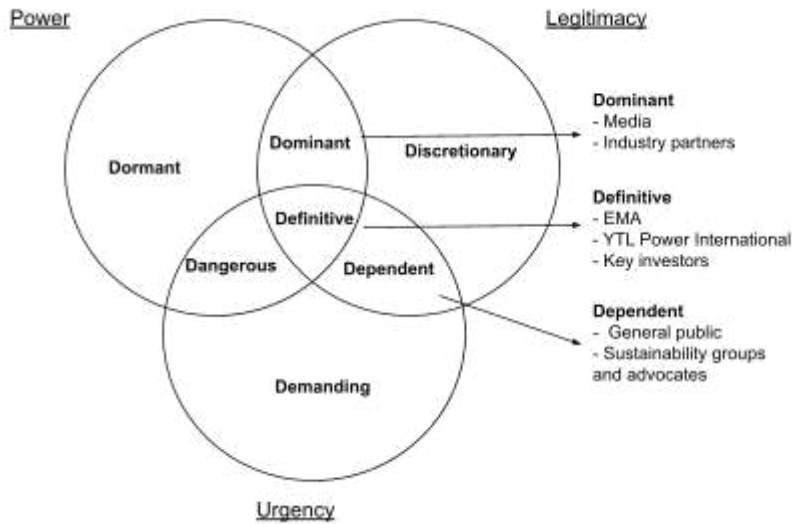 Power
Legitimacy
Dominant
Discretionary
Dormant
Definitive
Dangerous
Dependent
Demanding
Urgency
Dominant
- Media
- Industry partners
Definitive
- EMA
- YTL Power International
- Key investors
Dependent
- General public
- Sustainability groups
and advocates